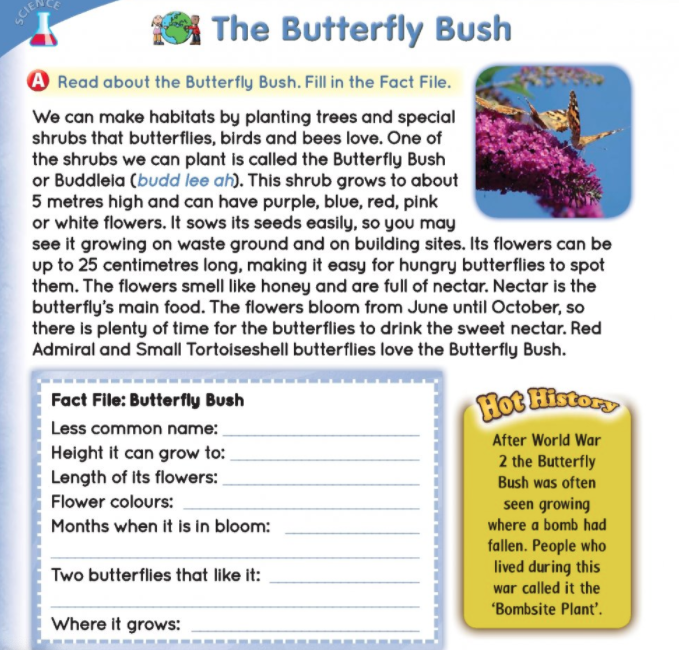 SCIENCE
The Butterfly Bush
A Read about the Butterfly Bush. Fill in the Fact File.
We can make habitats by planting trees and special
shrubs that butterflies, birds and bees love. One of
the shrubs we can plant is called the Butterfly Bush
or Buddleia (budd lee ah). This shrub grows to about
5 metres high and can have purple, blue, red, pink
or white flowers. It sows its seeds easily, so you may
see it growing on waste ground and on building sites. Its flowers can be
up to 25 centimetres long, making it easy for hungry butterflies to spot
them. The flowers smell like honey and are full of nectar. Nectar is the
butterfly's main food. The flowers bloom from June until October, so
there is plenty of time for the butterflies to drink the sweet nectar. Red
Admiral and Small Tortoiseshell butterflies love the Butterfly Bush.
Fact File: Butterfly Bush
Less common name:
Height it can grow to:
Length of its flowers:
Flower colours:
Months when it is in bloom:
Two butterflies that like it:
Where it grows:
Hot History
After World War
2 the Butterfly
Bush was often
seen growing
where a bomb had
fallen. People who
lived during this
war called it the
'Bombsite Plant'.